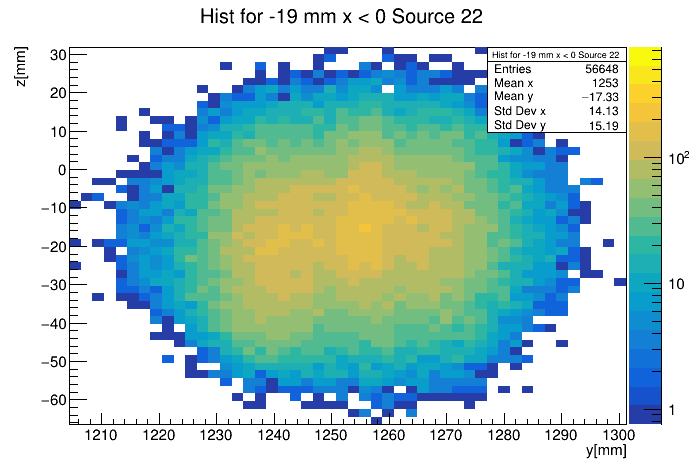 Hist for -19 mm x < 0 Source 22
z[mm]
30
20
10
0
−10
−20
−30
−40
−50
−60
Hist for -19 mm x < 0 Source 22
Entries 56648
Mean x 1253
Mean y −17.33
Std Dev x 14.13
Std Dev y 15.19
10²
10
1
1210 1220 1230 1240 1250 1260 1270 1280 1290 1300
y[mm]